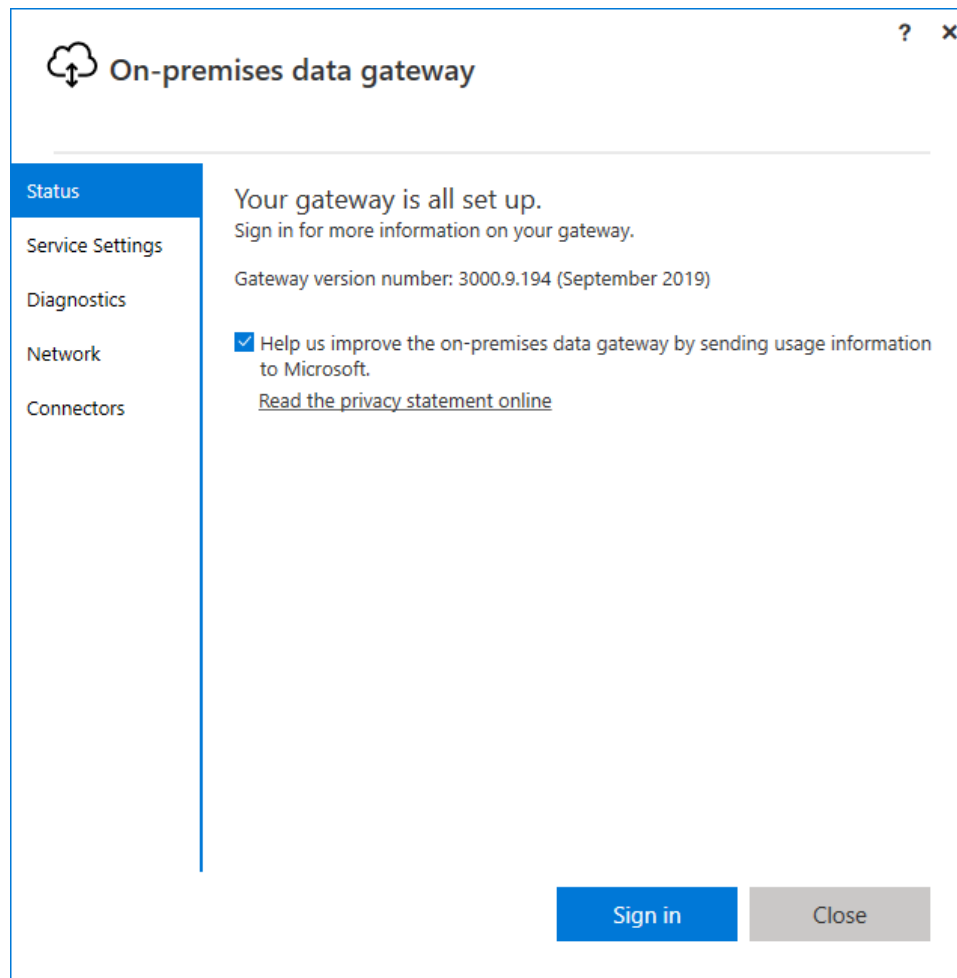 ? ×
On-premises data gateway
Status
Service Settings
Diagnostics
Network
Connectors
Your gateway is all set up.
Sign in for more information on your gateway.
Gateway version number: 3000.9.194 (September 2019)
Help us improve the on-premises data gateway by sending usage information
to Microsoft.
Read the privacy statement online
Sign in
Close